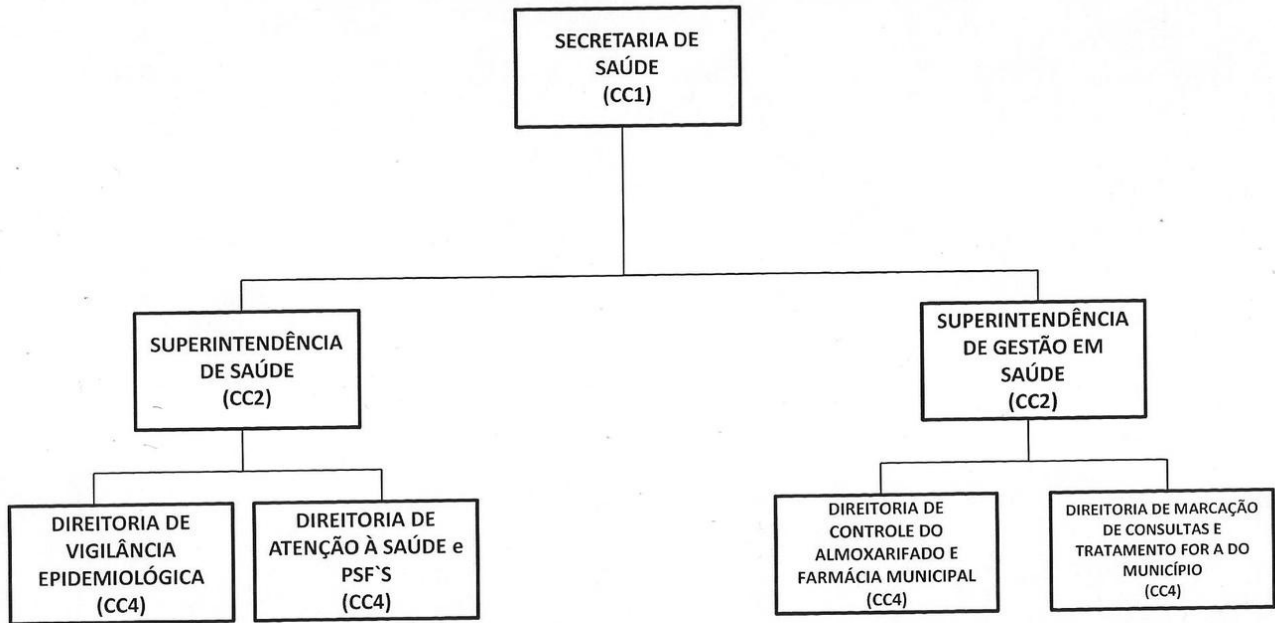 SECRETARIA DE
SAÚDE
(CC1)
SUPERINTENDÊNCIA
DE SAÚDE
(CC2)
SUPERINTENDÊNCIA
DE GESTÃO EM
SAÚDE
(CC2)
DIREITORIA DE
VIGILÂNCIA
EPIDEMIOLÓGICA
(CC4)
DIREITORIA DE
ATENÇÃO À SAÚDE e
PSF`S
(CC4)
DIREITORIA DE
CONTROLE DO
ALMOXARIFADO E
FARMÁCIA MUNICIPAL
(CC4)
DIREITORIA DE MARCAÇÃO
DE CONSULTAS E
TRATAMENTO FOR A DO
MUNICÍPIO
(CC4)